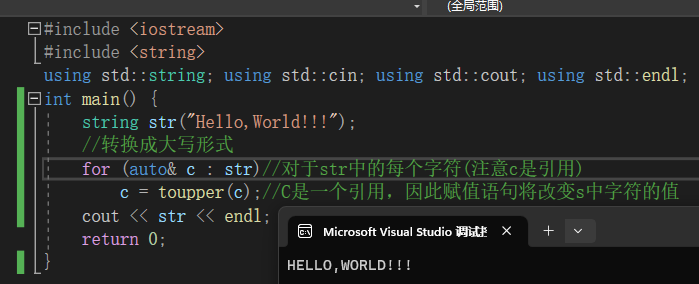 (全局范围)
#include <iostream>
#include <string>
using std::string; using std::cin; using std::cout; using std::endl;
int main() {
string str("Hello,World!!!");
//转换成大写形式
for (auto& c : str)//对于str中的每个字符(注意c是引用)
c = toupper(c);//C是一个引用，因此赋值语句将改变s中字符的值
cout << str << endl;
return 0;
}
Microsoft Visual Studio 调试
HELLO,WORLD!!!